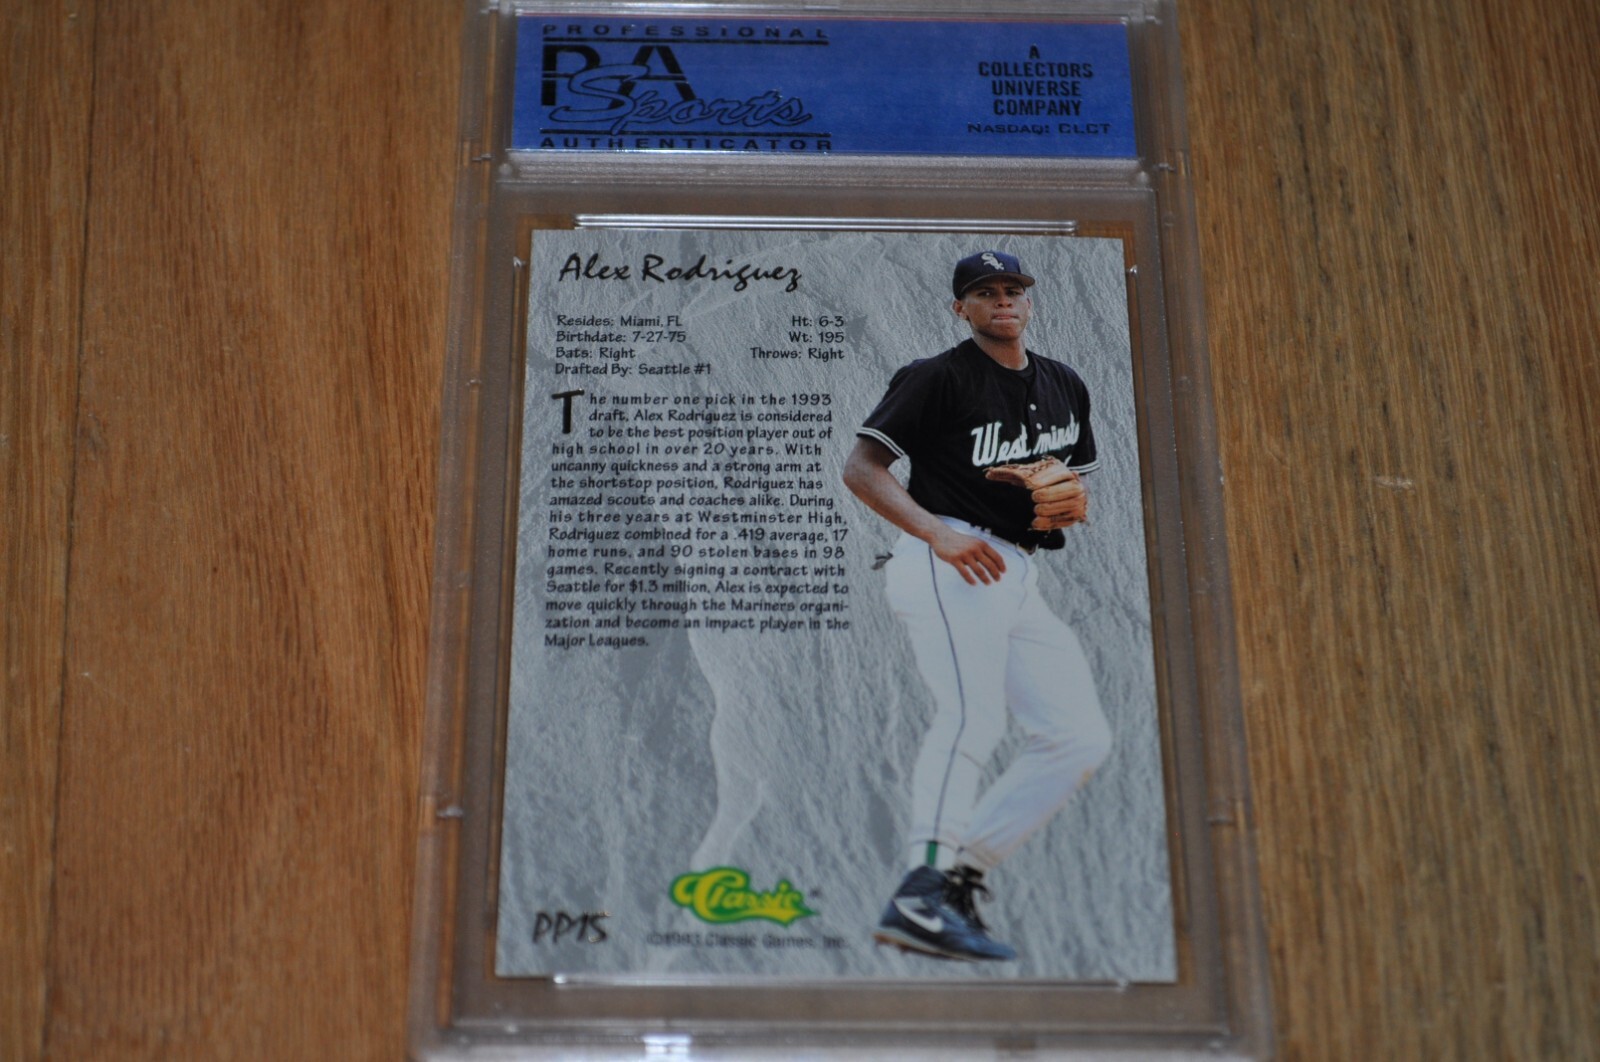 PROFESSIONAL
PSA
Sports
AUTHENTICATOR
A
COLLECTORS
UNIVERSE
COMPANY
NASDAQ: CLCT
Alex Rodriguez
Resides: Miami, FL Ht: 6-3
Birthdate: 7-27-75 Wt: 195
Bats: Right Throws: Right
Drafted By: Seattle #1
The number one pick in the 1993
draft, Alex Rodriguez is considered
to be the best position player out of
high school in over 20 years. With
uncanny quickness and a strong arm at
the shortstop position, Rodriguez has
amazed scouts and coaches alike. During
his three years at Westminster High,
Rodriguez combined for a .419 average, 17
home runs, and 90 stolen bases in 98
games. Recently signing a contract with
Seattle for $1.3 million, Alex is expected to
move quickly through the Mariners organi-
zation and become an impact player in the
Major Leagues.
Sox
Westminste
Classic
PP15
©1993 Classic Games, Inc.